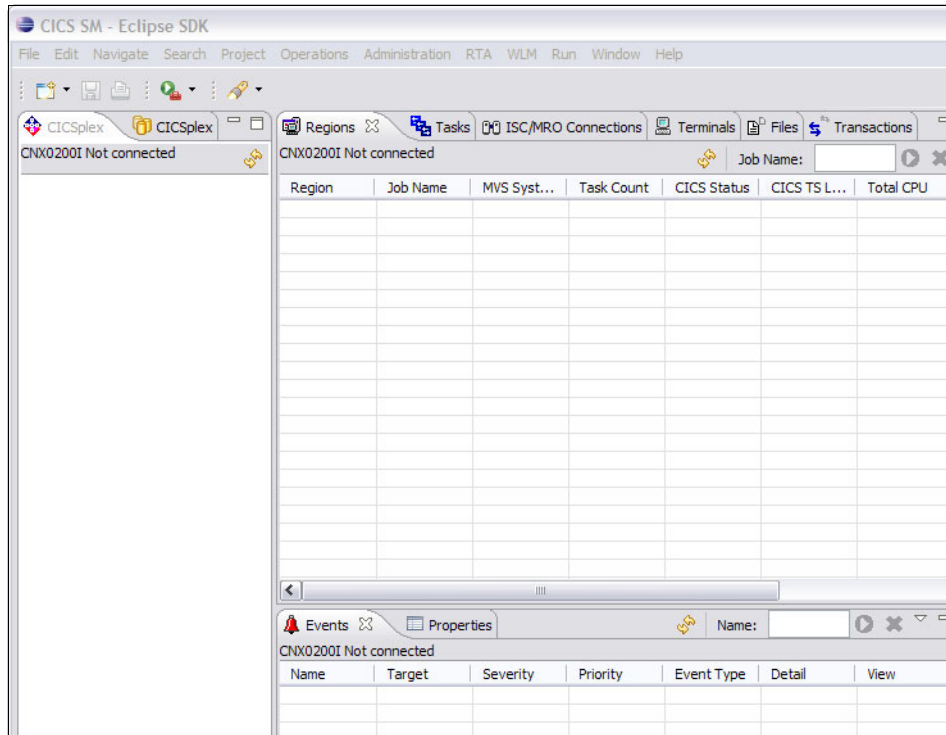 CICS SM - Eclipse SDK
File Edit Navigate Search Project Operations Administration RTA WLM Run Window Help
CICSplex CICSplex Regions Tasks ISC/MRO Connections Terminals Files Transactions
CNX0200I Not connected CNX0200I Not connected Job Name:
Region Job Name MVS Syst... Task Count CICS Status CICS TS L... Total CPU
Events Properties Name:
CNX0200I Not connected
Name Target Severity Priority Event Type Detail View